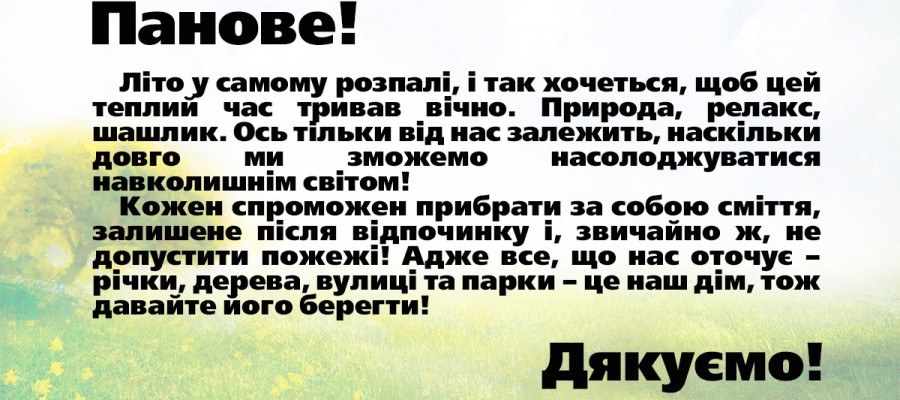 Панове!
Літо у самому розпалі, і так хочеться, щоб цей
теплий час тривав вічно. Природа, релакс,
шашлик. Ось тільки від нас залежить, наскільки
довго ми зможемо насолоджуватися
навколишнім світом!
Кожен спроможен прибрати за собою сміття,
залишене після відпочинку і, звичайно ж, не
допустити пожежі! Адже все, що нас оточує –
річки, дерева, вулиці та парки – це наш дім, тож
давайте його берегти!
Дякуємо!